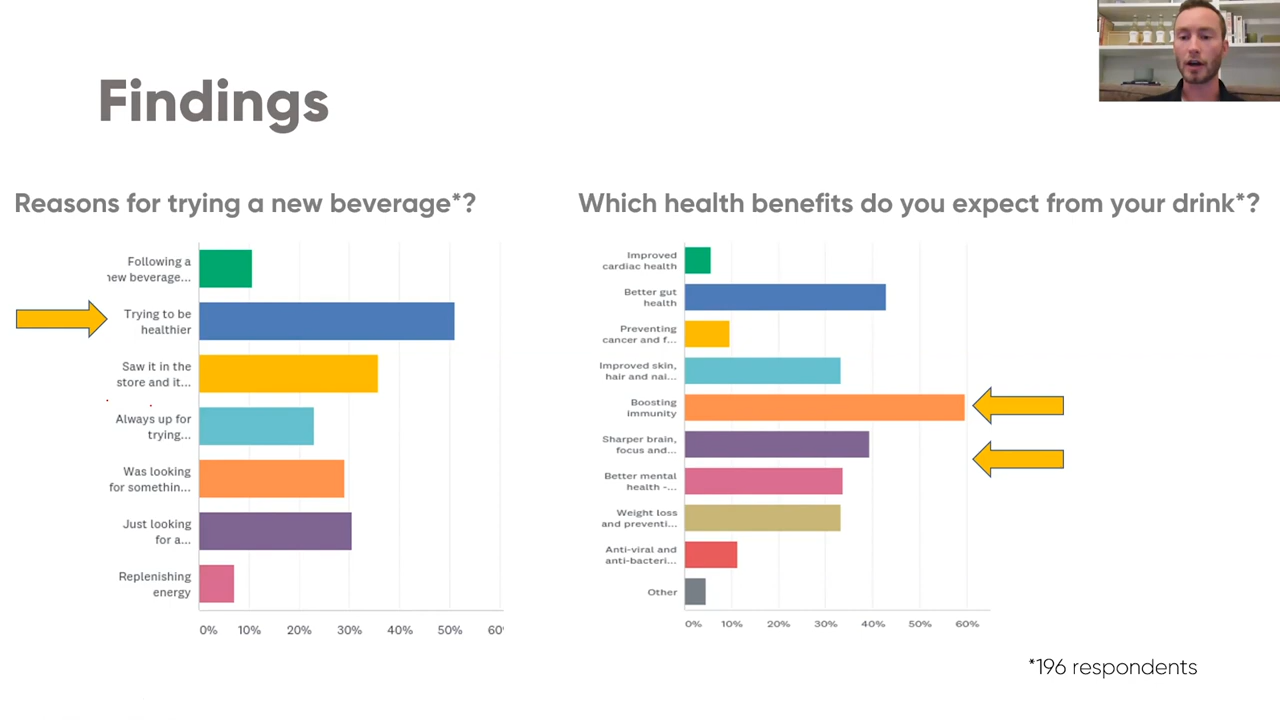 Findings
Reasons for trying a new beverage*?
Following a
new beverage...
Trying to be
healthier
Saw it in the
store and it...
Always up for
trying...
Was looking
for somethin...
Just looking
for a...
Replenishing
energy
0% 10% 20% 30% 40% 50% 60
Which health benefits do you expect from your drink*?
Improved
cardiac health
Better gut
health
Preventing
cancer and f...
Improved skin,
hair and nai...
Boosting
immunity
Sharper brain,
focus and...
Better mental
health -...
Weight loss
and preventi...
Anti-viral and
anti-bacteri...
Other
0% 10% 20% 30% 40% 50% 60%
*196 respondents